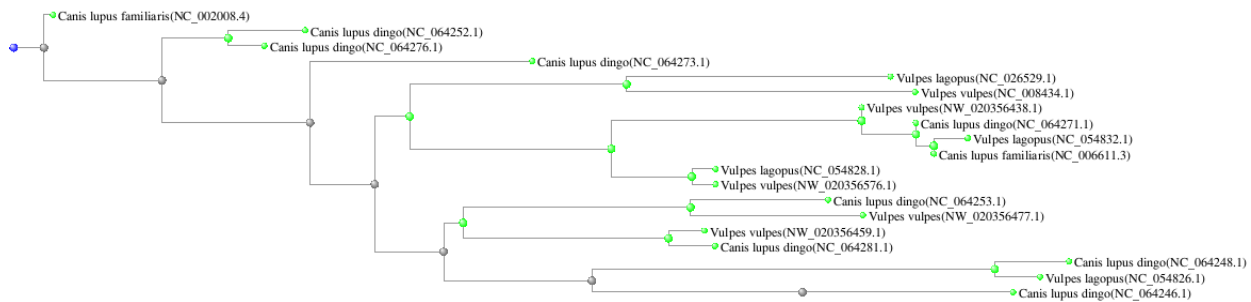 Canis lupus familiaris(NC_002008.4)
Canis lupus dingo(NC_064252.1)
Canis lupus dingo(NC_064276.1)
Canis lupus dingo(NC_064273.1)
Vulpes lagopus(NC_026529.1)
Vulpes vulpes(NC_008434.1)
Vulpes vulpes(NW_020356438.1)
Canis lupus dingo(NC_064271.1)
Vulpes lagopus(NC_054832.1)
Canis lupus familiaris(NC_006611.3)
Vulpes lagopus(NC_054828.1)
Vulpes vulpes(NW_020356576.1)
Canis lupus dingo(NC_064253.1)
Vulpes vulpes(NW_020356477.1)
Vulpes vulpes(NW_020356459.1)
Canis lupus dingo(NC_064281.1)
Canis lupus dingo(NC_064248.1)
Vulpes lagopus(NC_054826.1)
Canis lupus dingo(NC_064246.1)